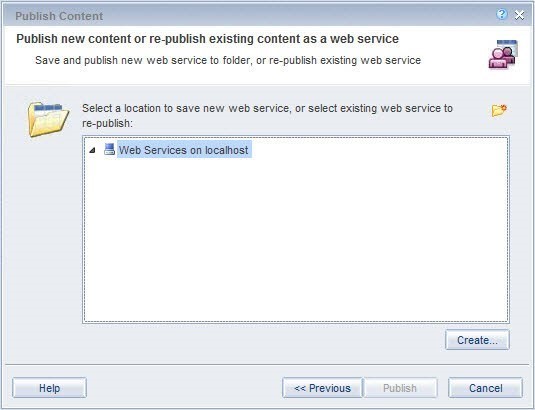 Publish Content
Publish new content or re-publish existing content as a web service
Save and publish new web service to folder, or re-publish existing web service
Select a location to save new web service, or select existing web service to
re-publish:
Web Services on localhost
Create...
Help
<< Previous
Publish
Cancel